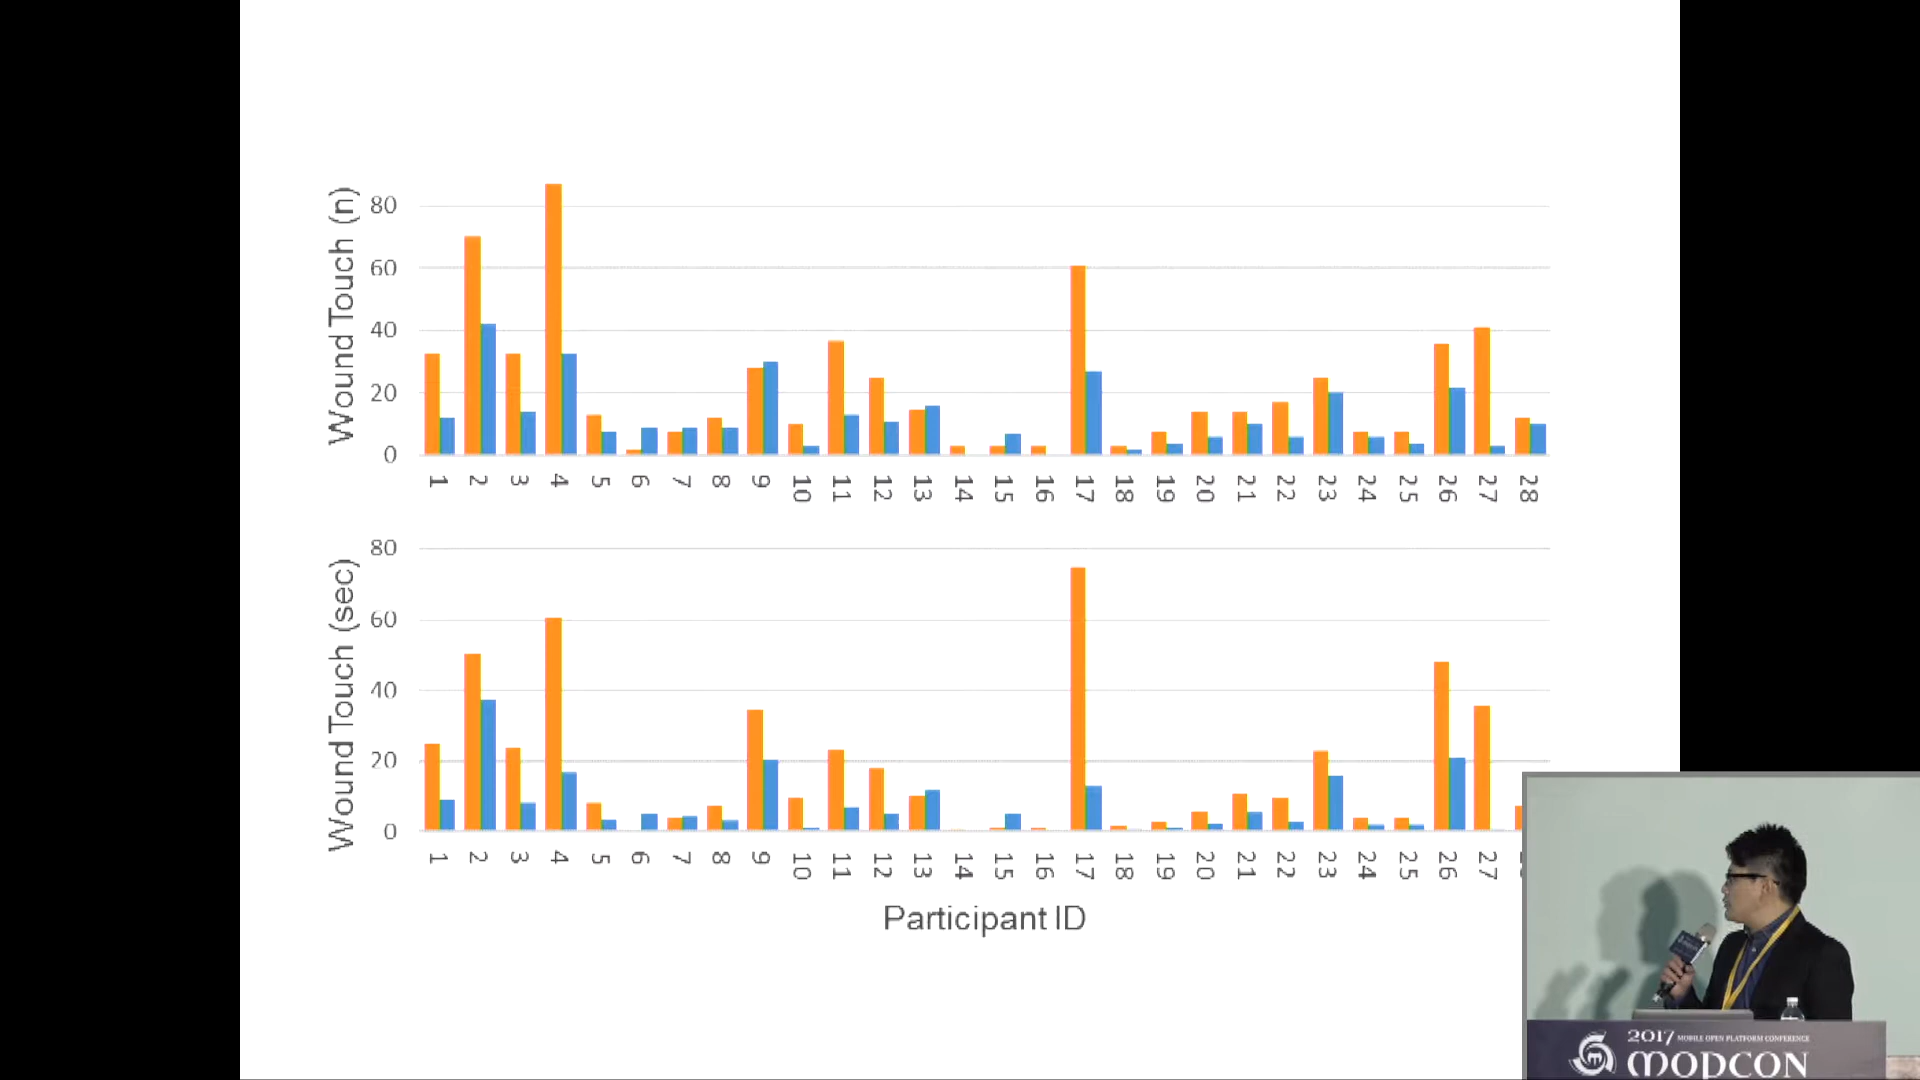 Wound Touch (n)
80
60
40
20
0
1 2 3 4 5 6 7 8 9 10 11 12 13 14 15 16 17 18 19 20 21 22 23 24 25 26 27 28
Wound Touch (sec)
80
60
40
20
0
1 2 3 4 5 6 7 8 9 10 11 12 13 14 15 16 17 18 19 20 21 22 23 24 25 26 27
Participant ID
2017 MOBILE OPEN PLATFORM CONFERENCE
MOPCON